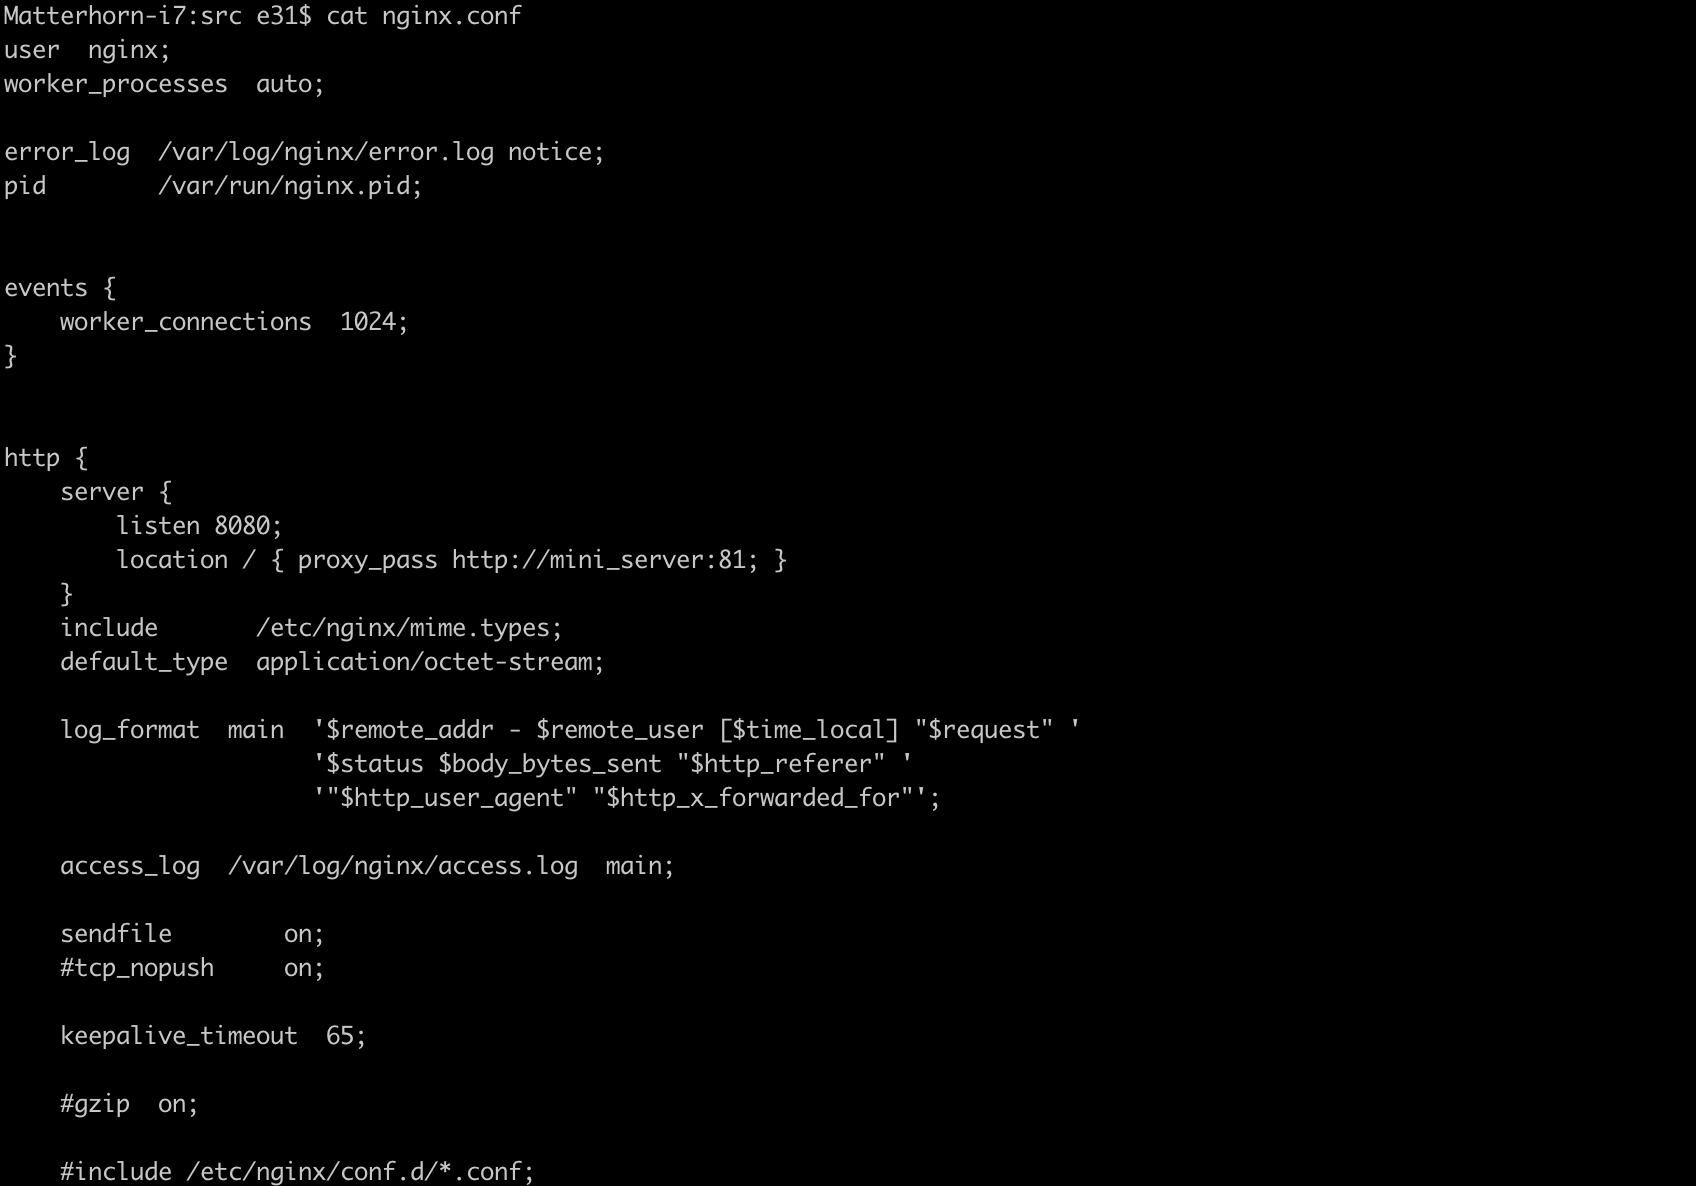 Matterhorn-i7:src e31$ cat nginx.conf
user  nginx;
worker_processes  auto;

error_log  /var/log/nginx/error.log notice;
pid        /var/run/nginx.pid;


events {
    worker_connections  1024;
}


http {
    server {
        listen 8080;
        location / { proxy_pass http://mini_server:81; }
    }
    include       /etc/nginx/mime.types;
    default_type  application/octet-stream;

    log_format  main  '$remote_addr - $remote_user [$time_local] "$request" '
                      '$status $body_bytes_sent "$http_referer" '
                      '"$http_user_agent" "$http_x_forwarded_for"';

    access_log  /var/log/nginx/access.log  main;

    sendfile        on;
    #tcp_nopush     on;

    keepalive_timeout  65;

    #gzip  on;

    #include /etc/nginx/conf.d/*.conf;